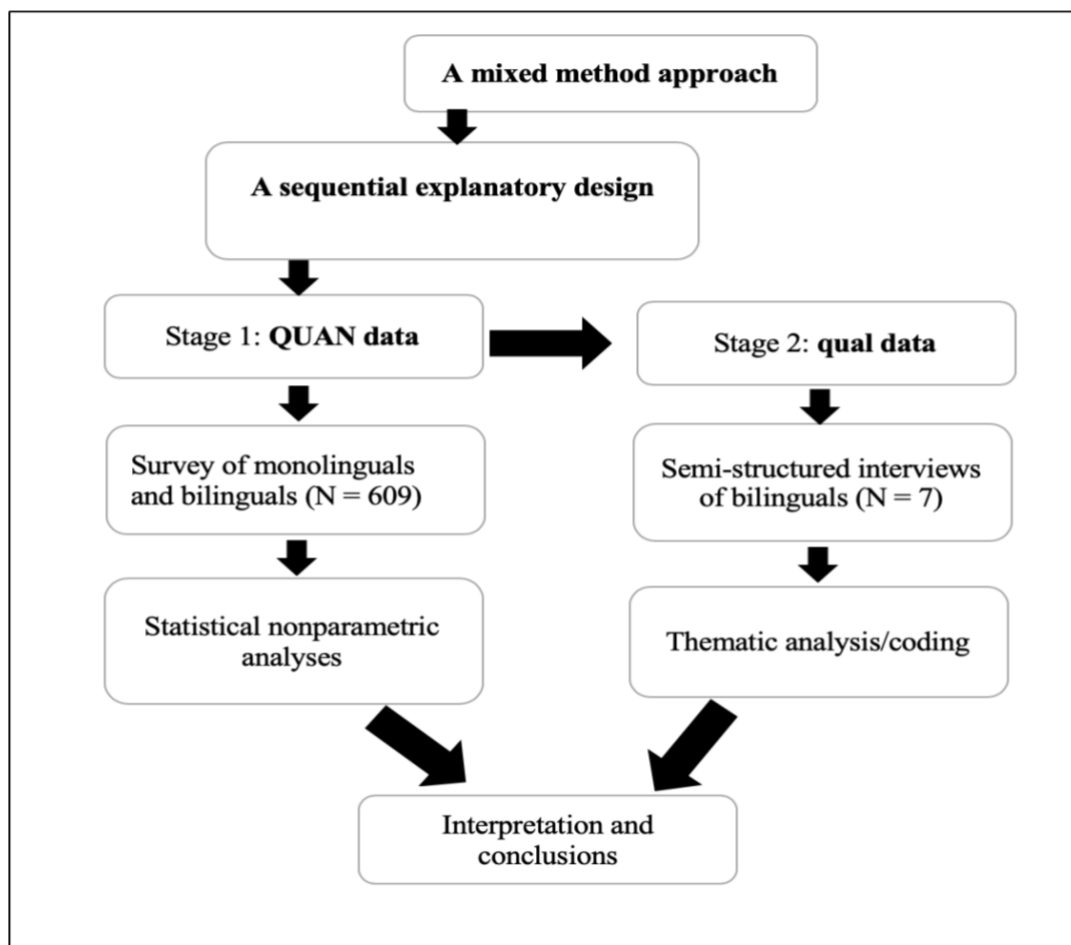 A mixed method approach
A sequential explanatory design
Stage 1: QUAN data
Stage 2: qual data
Survey of monolinguals
and bilinguals (N = 609)
Semi-structured interviews
of bilinguals (N = 7)
Statistical nonparametric
analyses
Thematic analysis/coding
Interpretation and
conclusions